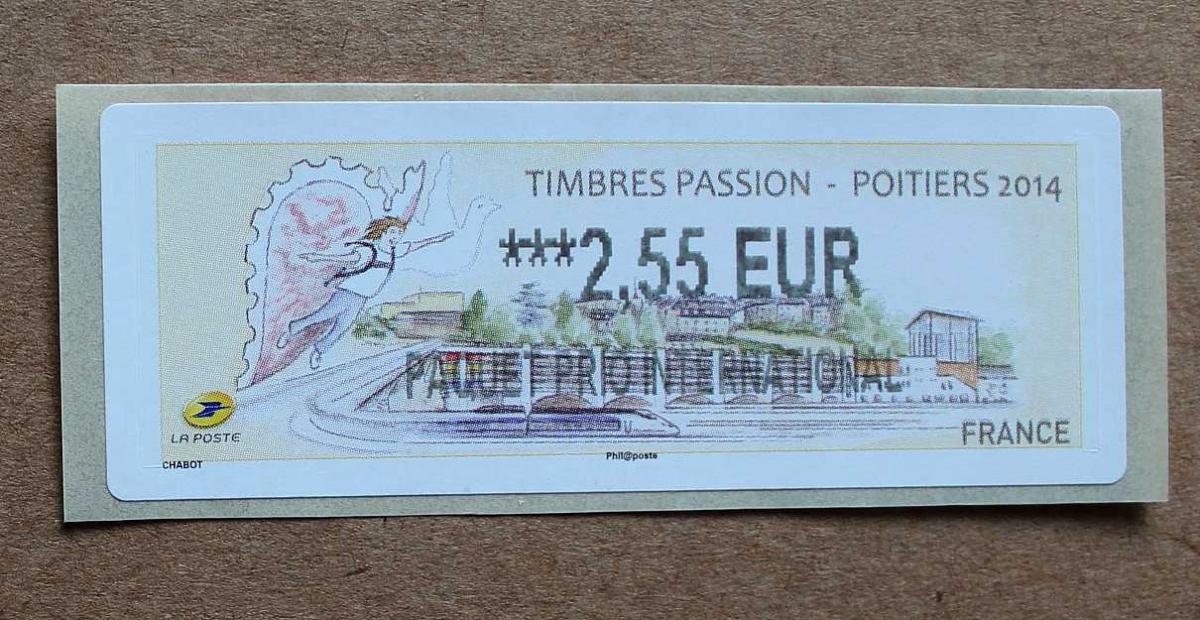 TIMBRES PASSION - POITIERS 2014
***2,55 EUR
PAQUET PRIO INTERNATIONAL
LA POSTE
FRANCE
CHABOT
Phil@poste